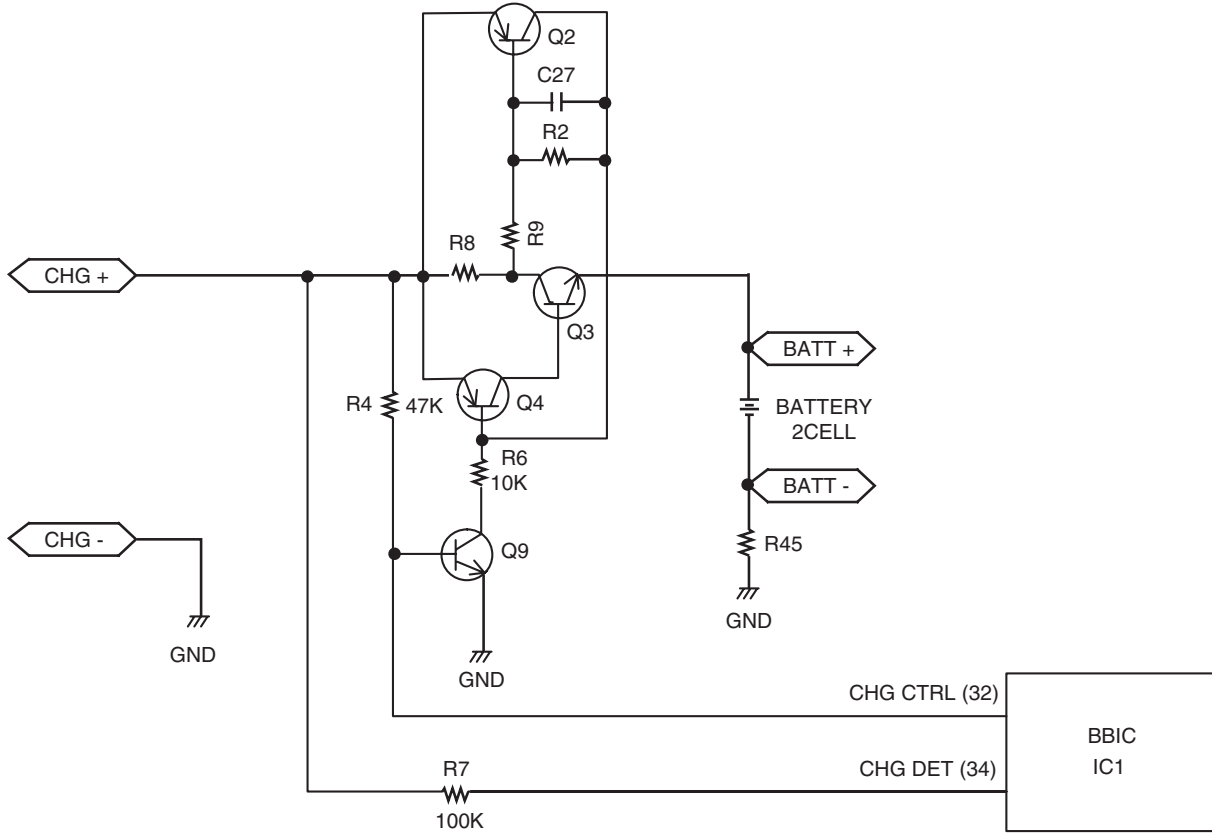 Q2
C27
R2
R9
R8
CHG +
Q3
BATT +
R4
47K
Q4
BATTERY
2CELL
R6
10K
BATT -
CHG -
Q9
R45
GND
GND
GND
CHG CTRL (32)
BBIC
IC1
CHG DET (34)
R7
100K